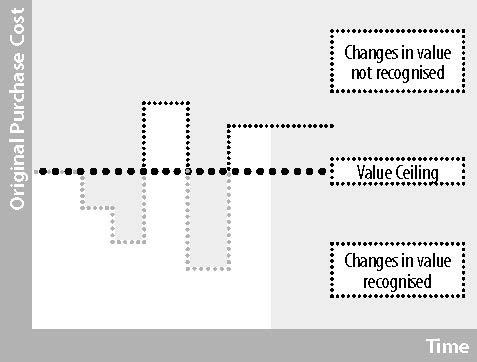 Original Purchase Cost
Changes in value
not recognised
Value Ceiling
Changes in value
recognised
Time